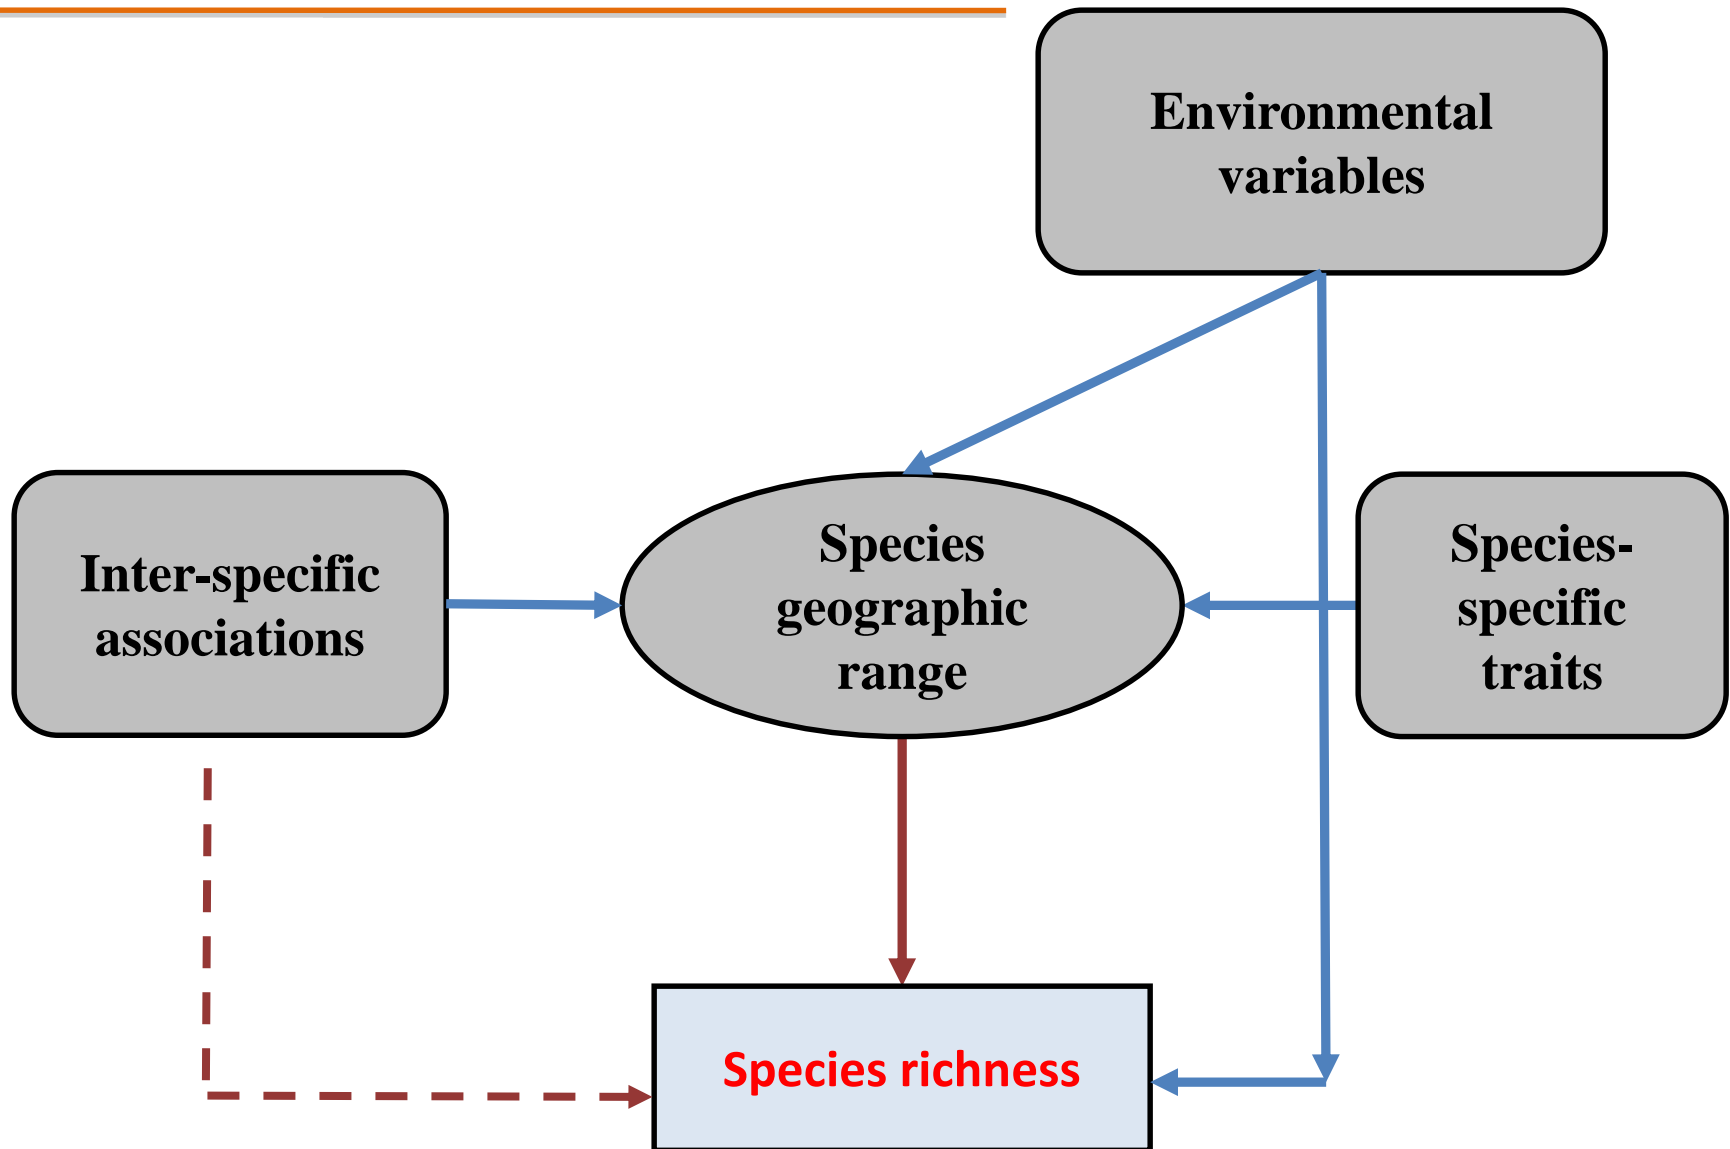 Environmental
variables
Inter-specific
associations
Species
geographic
range
Species-
specific
traits
Species richness